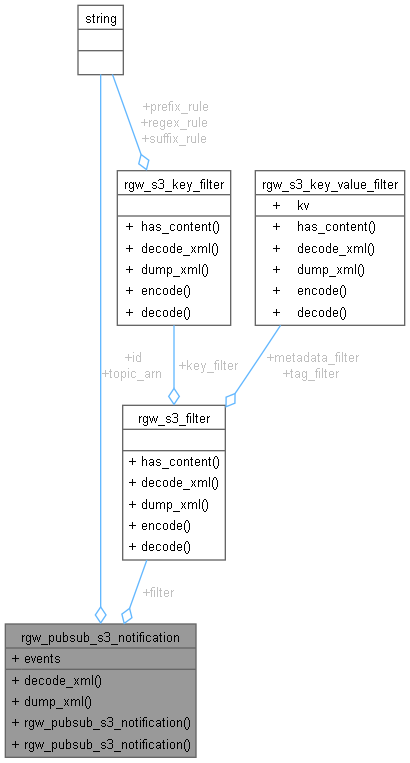 string
+prefix_rule
+regex_rule
+suffix_rule
rgw_s3_key_filter
+ has_content()
+ decode_xml()
+ dump_xml()
+ encode()
+ decode()
rgw_s3_key_value_filter
+ kv
+ has_content()
+ decode_xml()
+ dump_xml()
+ encode()
+ decode()
+id
+topic_arn
+key_filter
+metadata_filter
+tag_filter
rgw_s3_filter
+ has_content()
+ decode_xml()
+ dump_xml()
+ encode()
+ decode()
+filter
rgw_pubsub_s3_notification
+ events
+ decode_xml()
+ dump_xml()
+ rgw_pubsub_s3_notification()
+ rgw_pubsub_s3_notification()